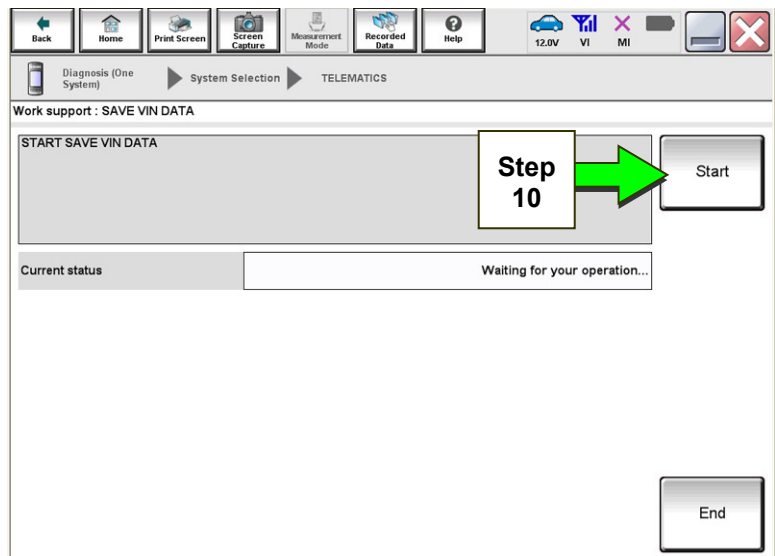 Back
Home
Print Screen
Screen
Capture
Measurement
Mode
Recorded
Data
Help
12.0V
VI
MI
Diagnosis (One
System)
System Selection
TELEMATICS
Work support : SAVE VIN DATA
START SAVE VIN DATA
Step
10
Start
Current status
Waiting for your operation...
End